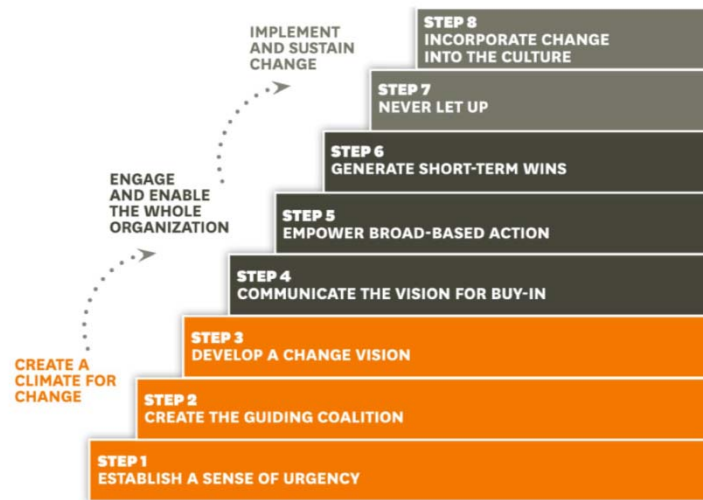 IMPLEMENT
AND SUSTAIN
CHANGE
STEP 8
INCORPORATE CHANGE
INTO THE CULTURE
STEP 7
NEVER LET UP
ENGAGE
AND ENABLE
THE WHOLE
ORGANIZATION
STEP 6
GENERATE SHORT-TERM WINS
STEP 5
EMPOWER BROAD-BASED ACTION
STEP 4
COMMUNICATE THE VISION FOR BUY-IN
CREATE A
CLIMATE FOR
CHANGE
STEP 3
DEVELOP A CHANGE VISION
STEP 2
CREATE THE GUIDING COALITION
STEP 1
ESTABLISH A SENSE OF URGENCY